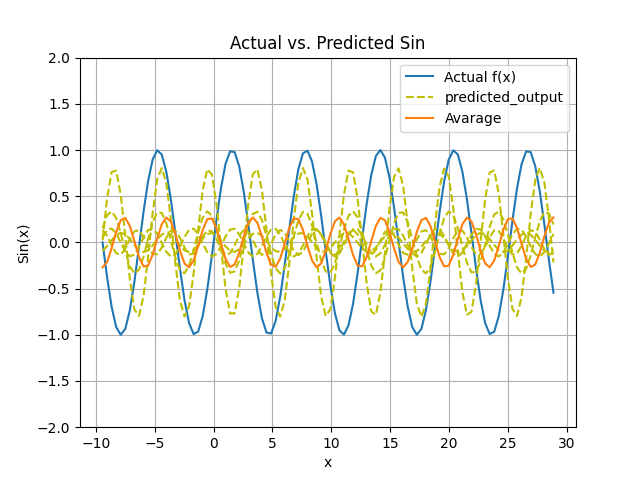 Actual vs. Predicted Sin
Actual f(x)
predicted_output
Avarage
2.0
1.5
1.0
0.5
0.0
−0.5
−1.0
−1.5
−2.0
Sin(x)
−10 −5 0 5 10 15 20 25 30
x